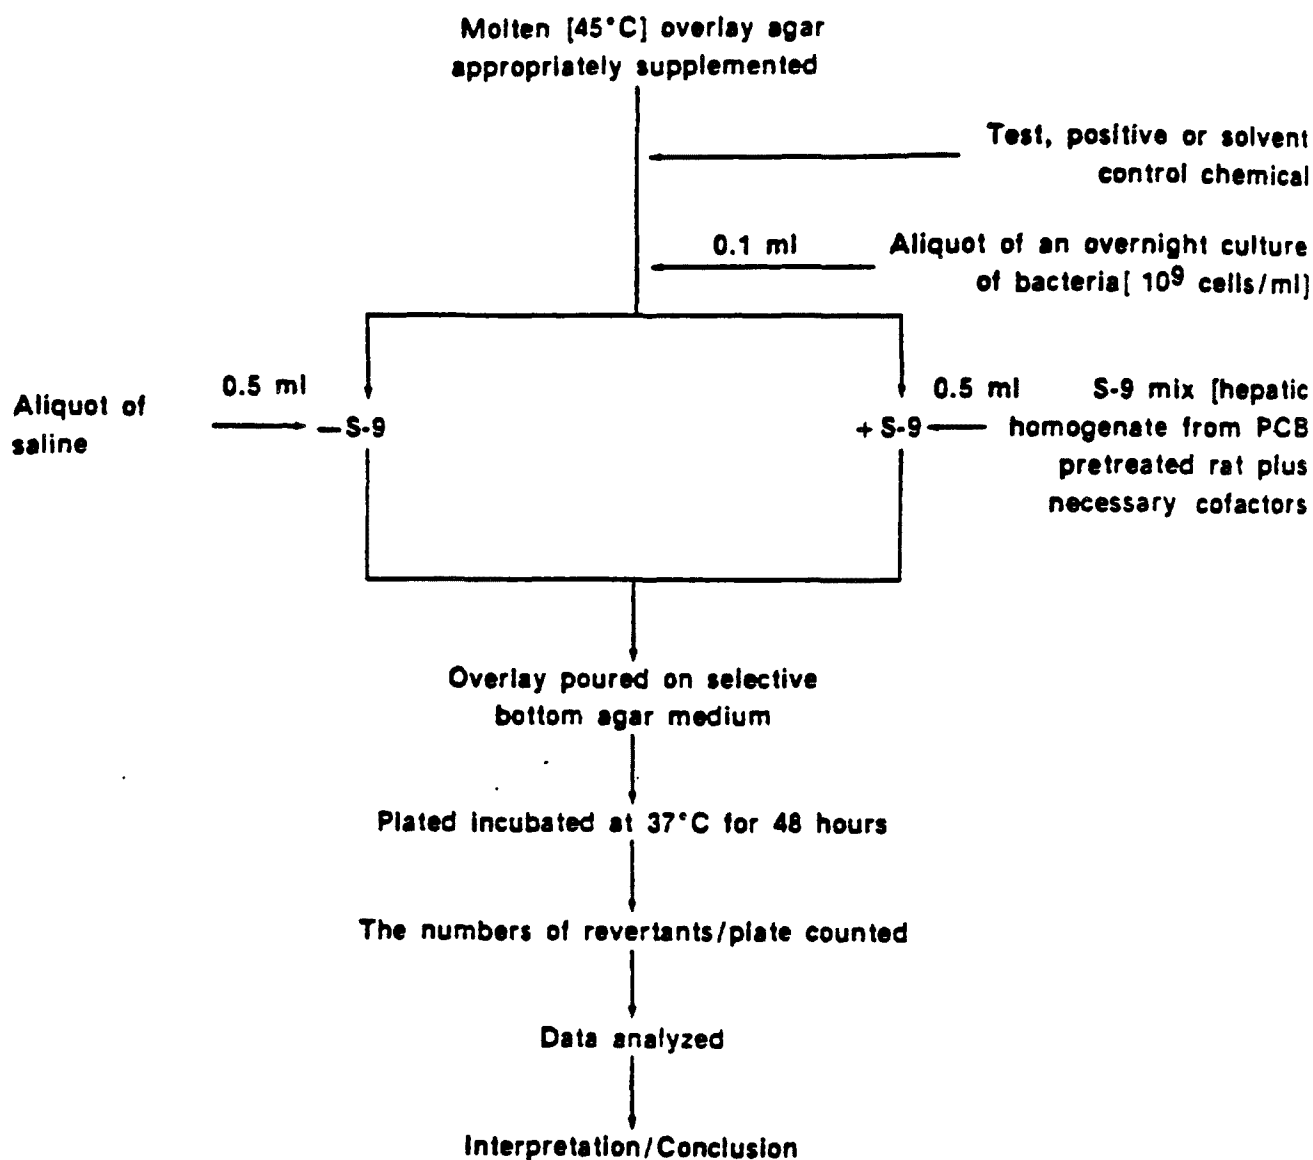 Molten [45°C] overlay agar
appropriately supplemented
Test, positive or solvent
control chemical
0.1 ml
Aliquot of an overnight culture
of bacteria[ 10⁹ cells/ml]
Aliquot of
saline
0.5 ml
—S-9
+ S-9
0.5 ml
S-9 mix [hepatic
homogenate from PCB
pretreated rat plus
necessary cofactors
Overlay poured on selective
bottom agar medium
Plated incubated at 37°C for 48 hours
The numbers of revertants/plate counted
Data analyzed
Interpretation/Conclusion